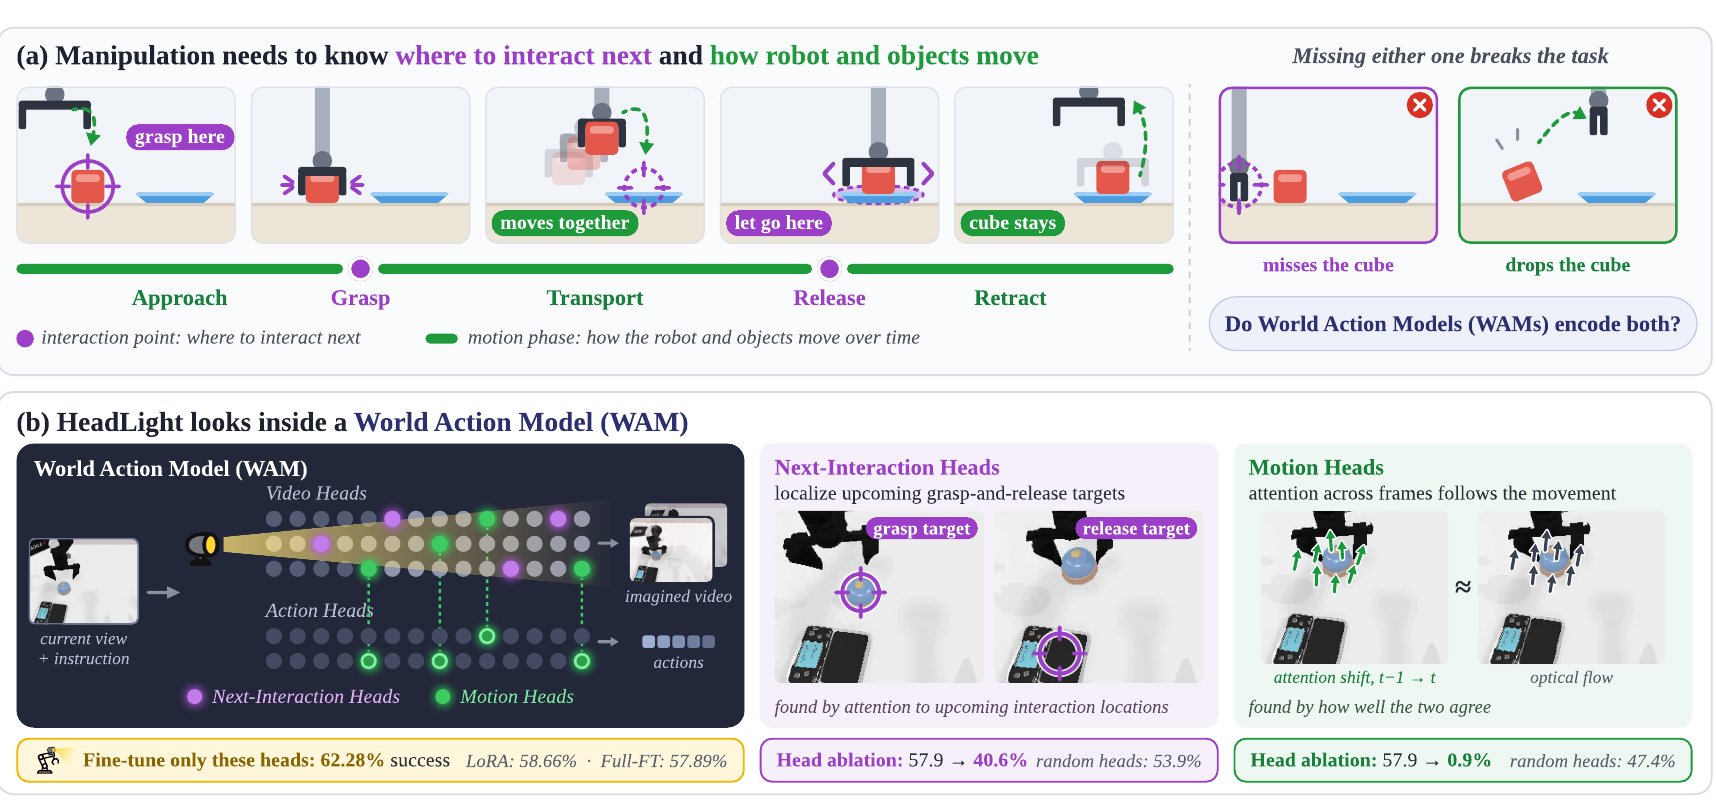 (a) Manipulation needs to know where to interact next and how robot and objects move
Missing either one breaks the task
grasp here
moves together
let go here
cube stays
misses the cube
drops the cube
Approach
Grasp
Transport
Release
Retract
interaction point: where to interact next
motion phase: how the robot and objects move over time
Do World Action Models (WAMs) encode both?
(b) HeadLight looks inside a World Action Model (WAM)
World Action Model (WAM)
Video Heads
current view
+ instruction
imagined video
Action Heads
actions
Next-Interaction Heads
Motion Heads
Next-Interaction Heads
localize upcoming grasp-and-release targets
grasp target
release target
found by attention to upcoming interaction locations
Motion Heads
attention across frames follows the movement
≈
attention shift, t−1 → t
optical flow
found by how well the two agree
Fine-tune only these heads: 62.28% success LoRA: 58.66% · Full-FT: 57.89%
Head ablation: 57.9 → 40.6% random heads: 53.9%
Head ablation: 57.9 → 0.9% random heads: 47.4%